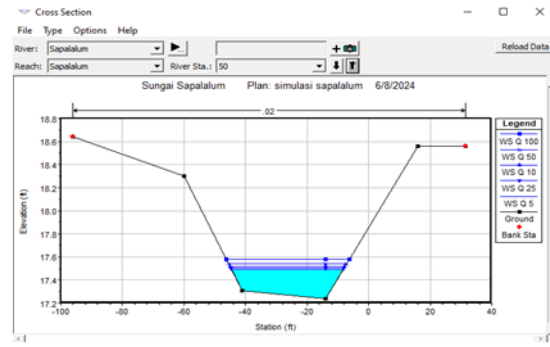 Cross Section
File Type Options Help
River: Sapalalum
Reload Data
Reach: Sapalalum River Sta.: 50
Sungai Sapalalum Plan: simulasi sapalalum 6/8/2024
.02
18.8
18.6
18.4
18.2
18.0
17.8
17.6
17.4
17.2
Elevation (ft)
-100 -80 -60 -40 -20 0 20 40
Station (ft)
Legend
WS Q 100
WS Q 50
WS Q 10
WS Q 25
WS Q 5
Ground
Bank Sta